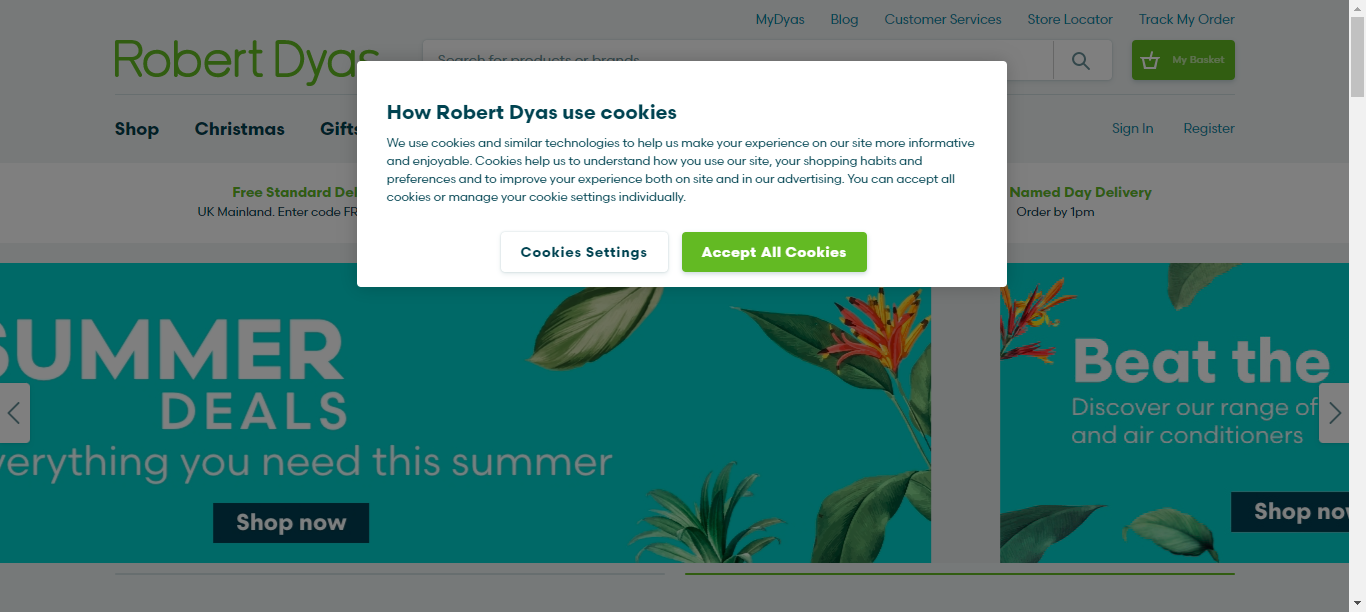 MyDyas Blog Customer Services Store Locator Track My Order
Robert Dyas
Search for products or brands
My Basket
Shop Christmas Gifts
Sign In Register
How Robert Dyas use cookies
We use cookies and similar technologies to help us make your experience on our site more informative
and enjoyable. Cookies help us to understand how you use our site, your shopping habits and
preferences and to improve your experience both on site and in our advertising. You can accept all
cookies or manage your cookie settings individually.
Cookies Settings Accept All Cookies
Free Standard Del
UK Mainland. Enter code FR
Named Day Delivery
Order by 1pm
SUMMER
DEALS
verything you need this summer
Shop now
Beat the
Discover our range of
and air conditioners
Shop now